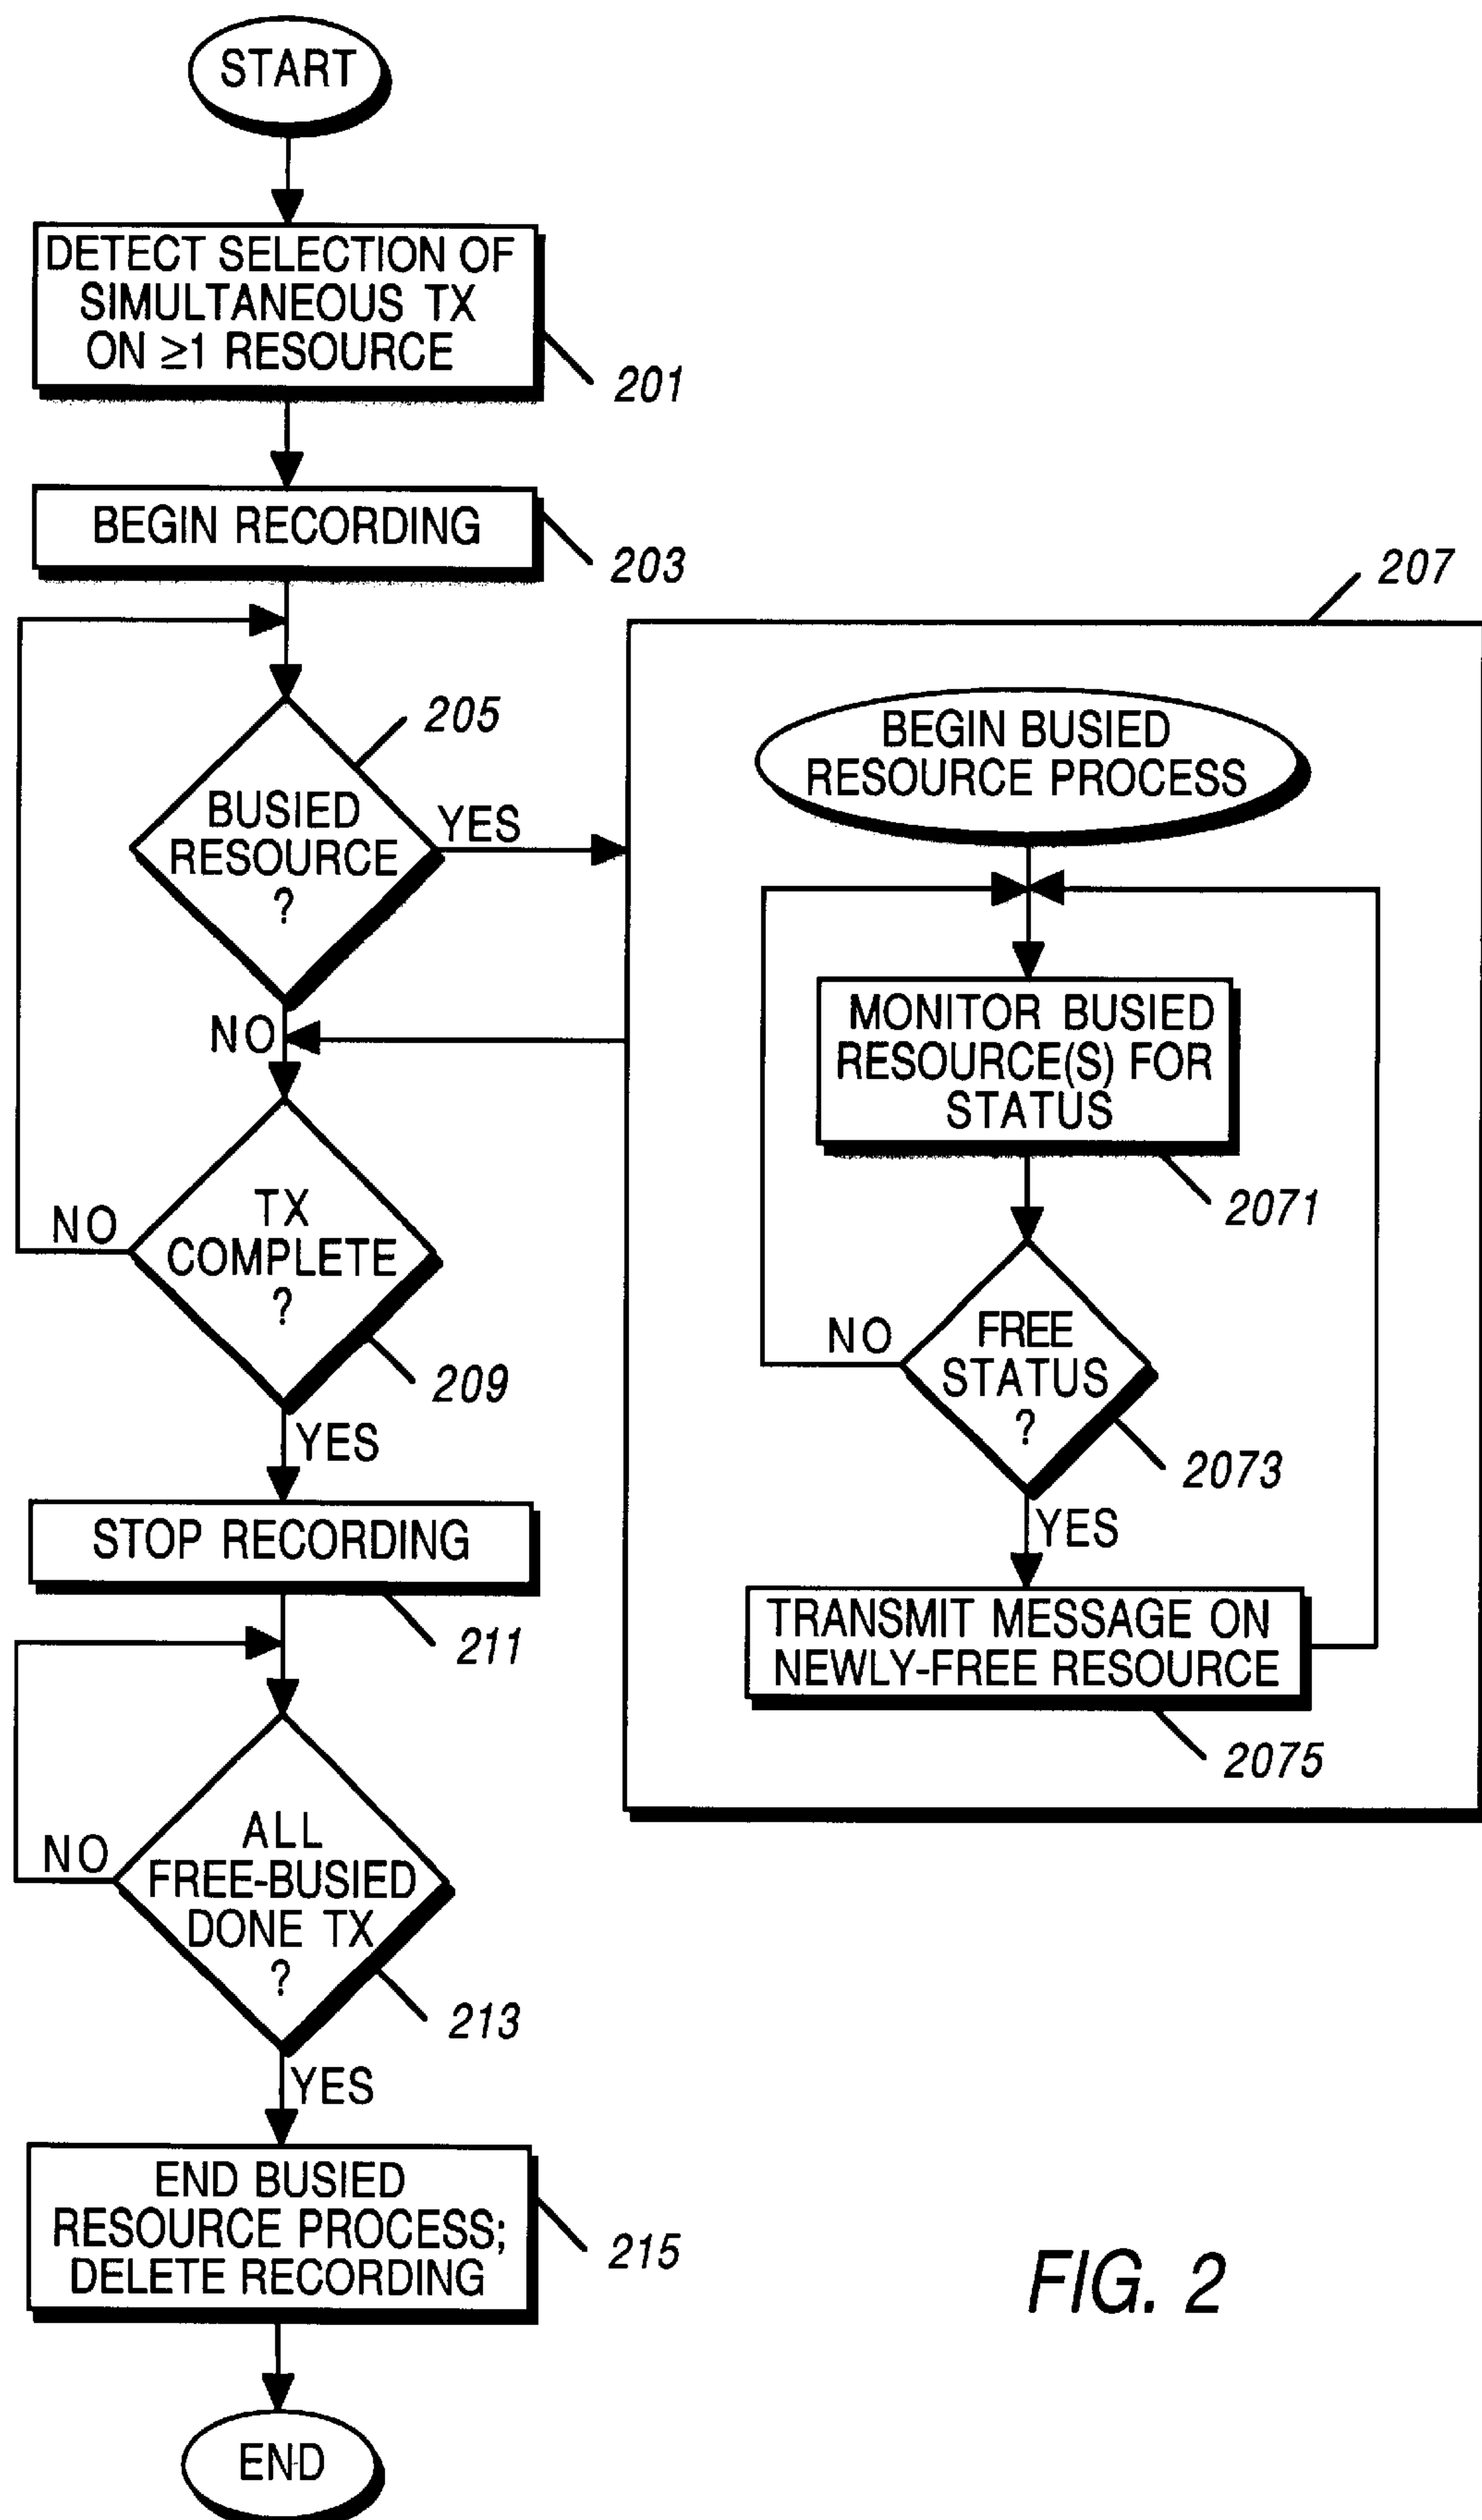 START
DETECT SELECTION OF
SIMULTANEOUS TX
ON ≥1 RESOURCE
201
BEGIN RECORDING
203
205
BUSIED
RESOURCE
?
YES
NO
TX
COMPLETE
?
NO
209
YES
STOP RECORDING
211
ALL
FREE-BUSIED
DONE TX
?
NO
213
YES
END BUSIED
RESOURCE PROCESS;
DELETE RECORDING
215
END
207
BEGIN BUSIED
RESOURCE PROCESS
MONITOR BUSIED
RESOURCE(S) FOR
STATUS
2071
FREE
STATUS
?
NO
2073
YES
TRANSMIT MESSAGE ON
NEWLY-FREE RESOURCE
2075
FIG. 2